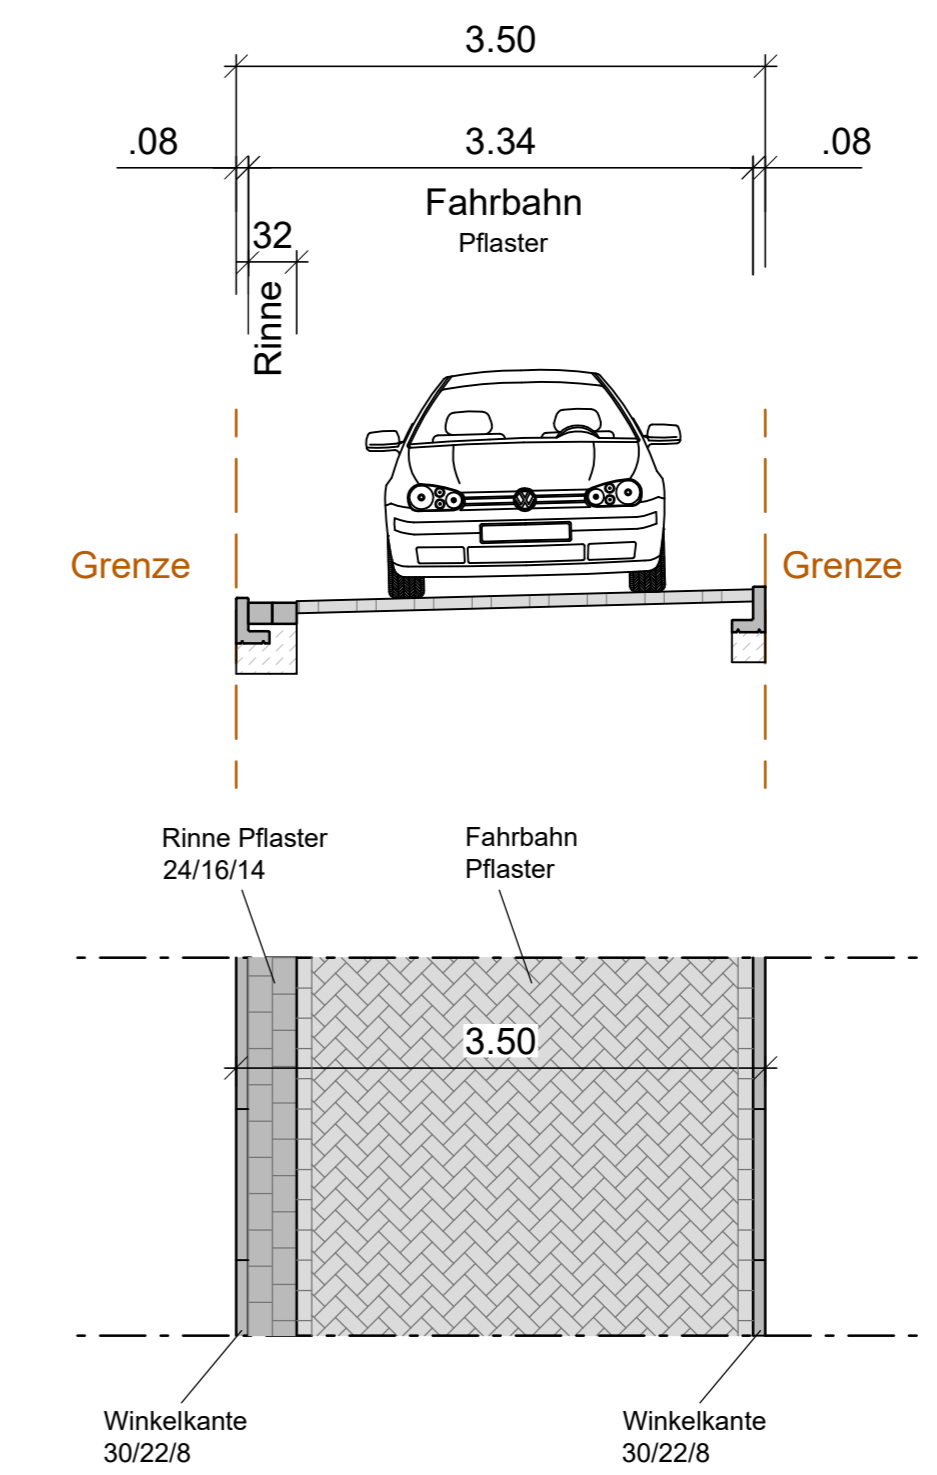 3.50
.08 3.34 .08
Fahrbahn
Pflaster
32
Rinne
Grenze Grenze
Rinne Pflaster
24/16/14
Fahrbahn
Pflaster
3.50
Winkelkante
30/22/8
Winkelkante
30/22/8